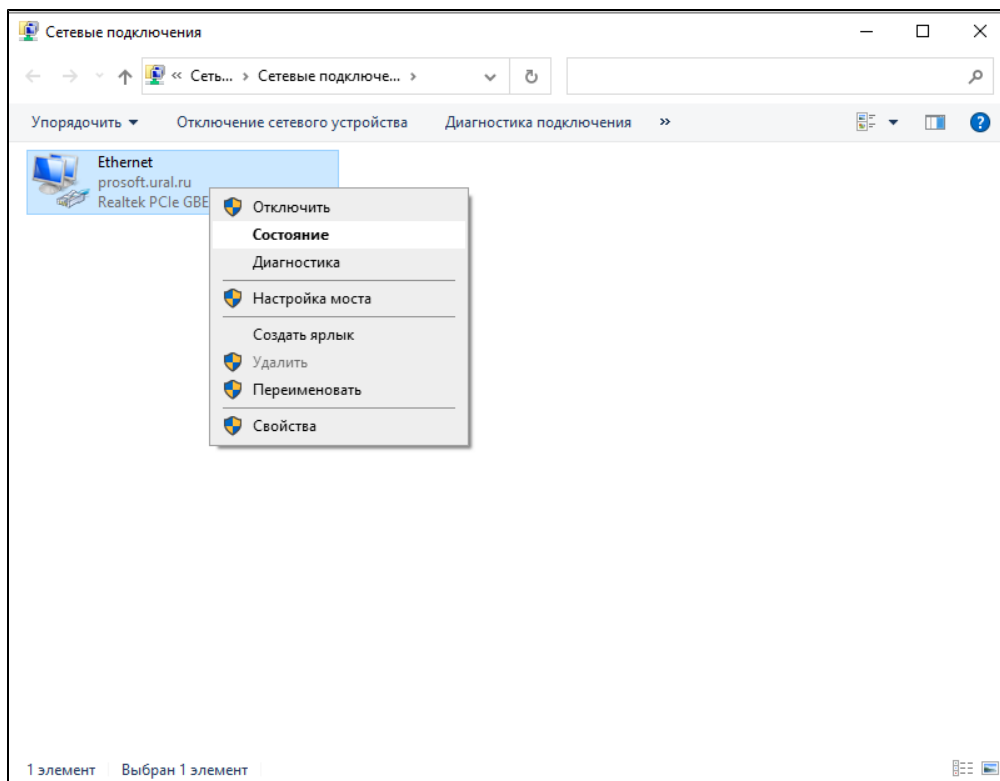 Сетевые подключения
« Сеть... › Сетевые подключе... ›
Упорядочить Отключение сетевого устройства Диагностика подключения »
Ethernet
prosoft.ural.ru
Realtek PCIe GBE
Отключить
Состояние
Диагностика
Настройка моста
Создать ярлык
Удалить
Переименовать
Свойства
1 элемент Выбран 1 элемент